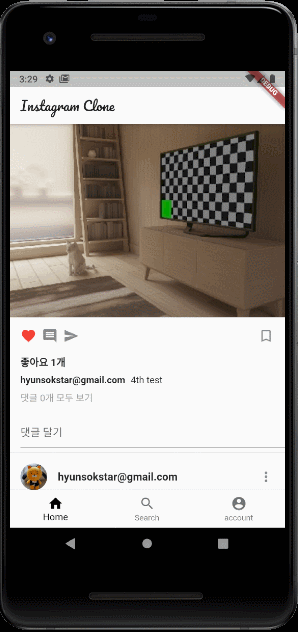 3:29
DEBUG
Instagram Clone
좋아요 1개
hyunsokstar@gmail.com 4th test
댓글 0개 모두 보기
댓글 달기
hyunsokstar@gmail.com
Home
Search
account